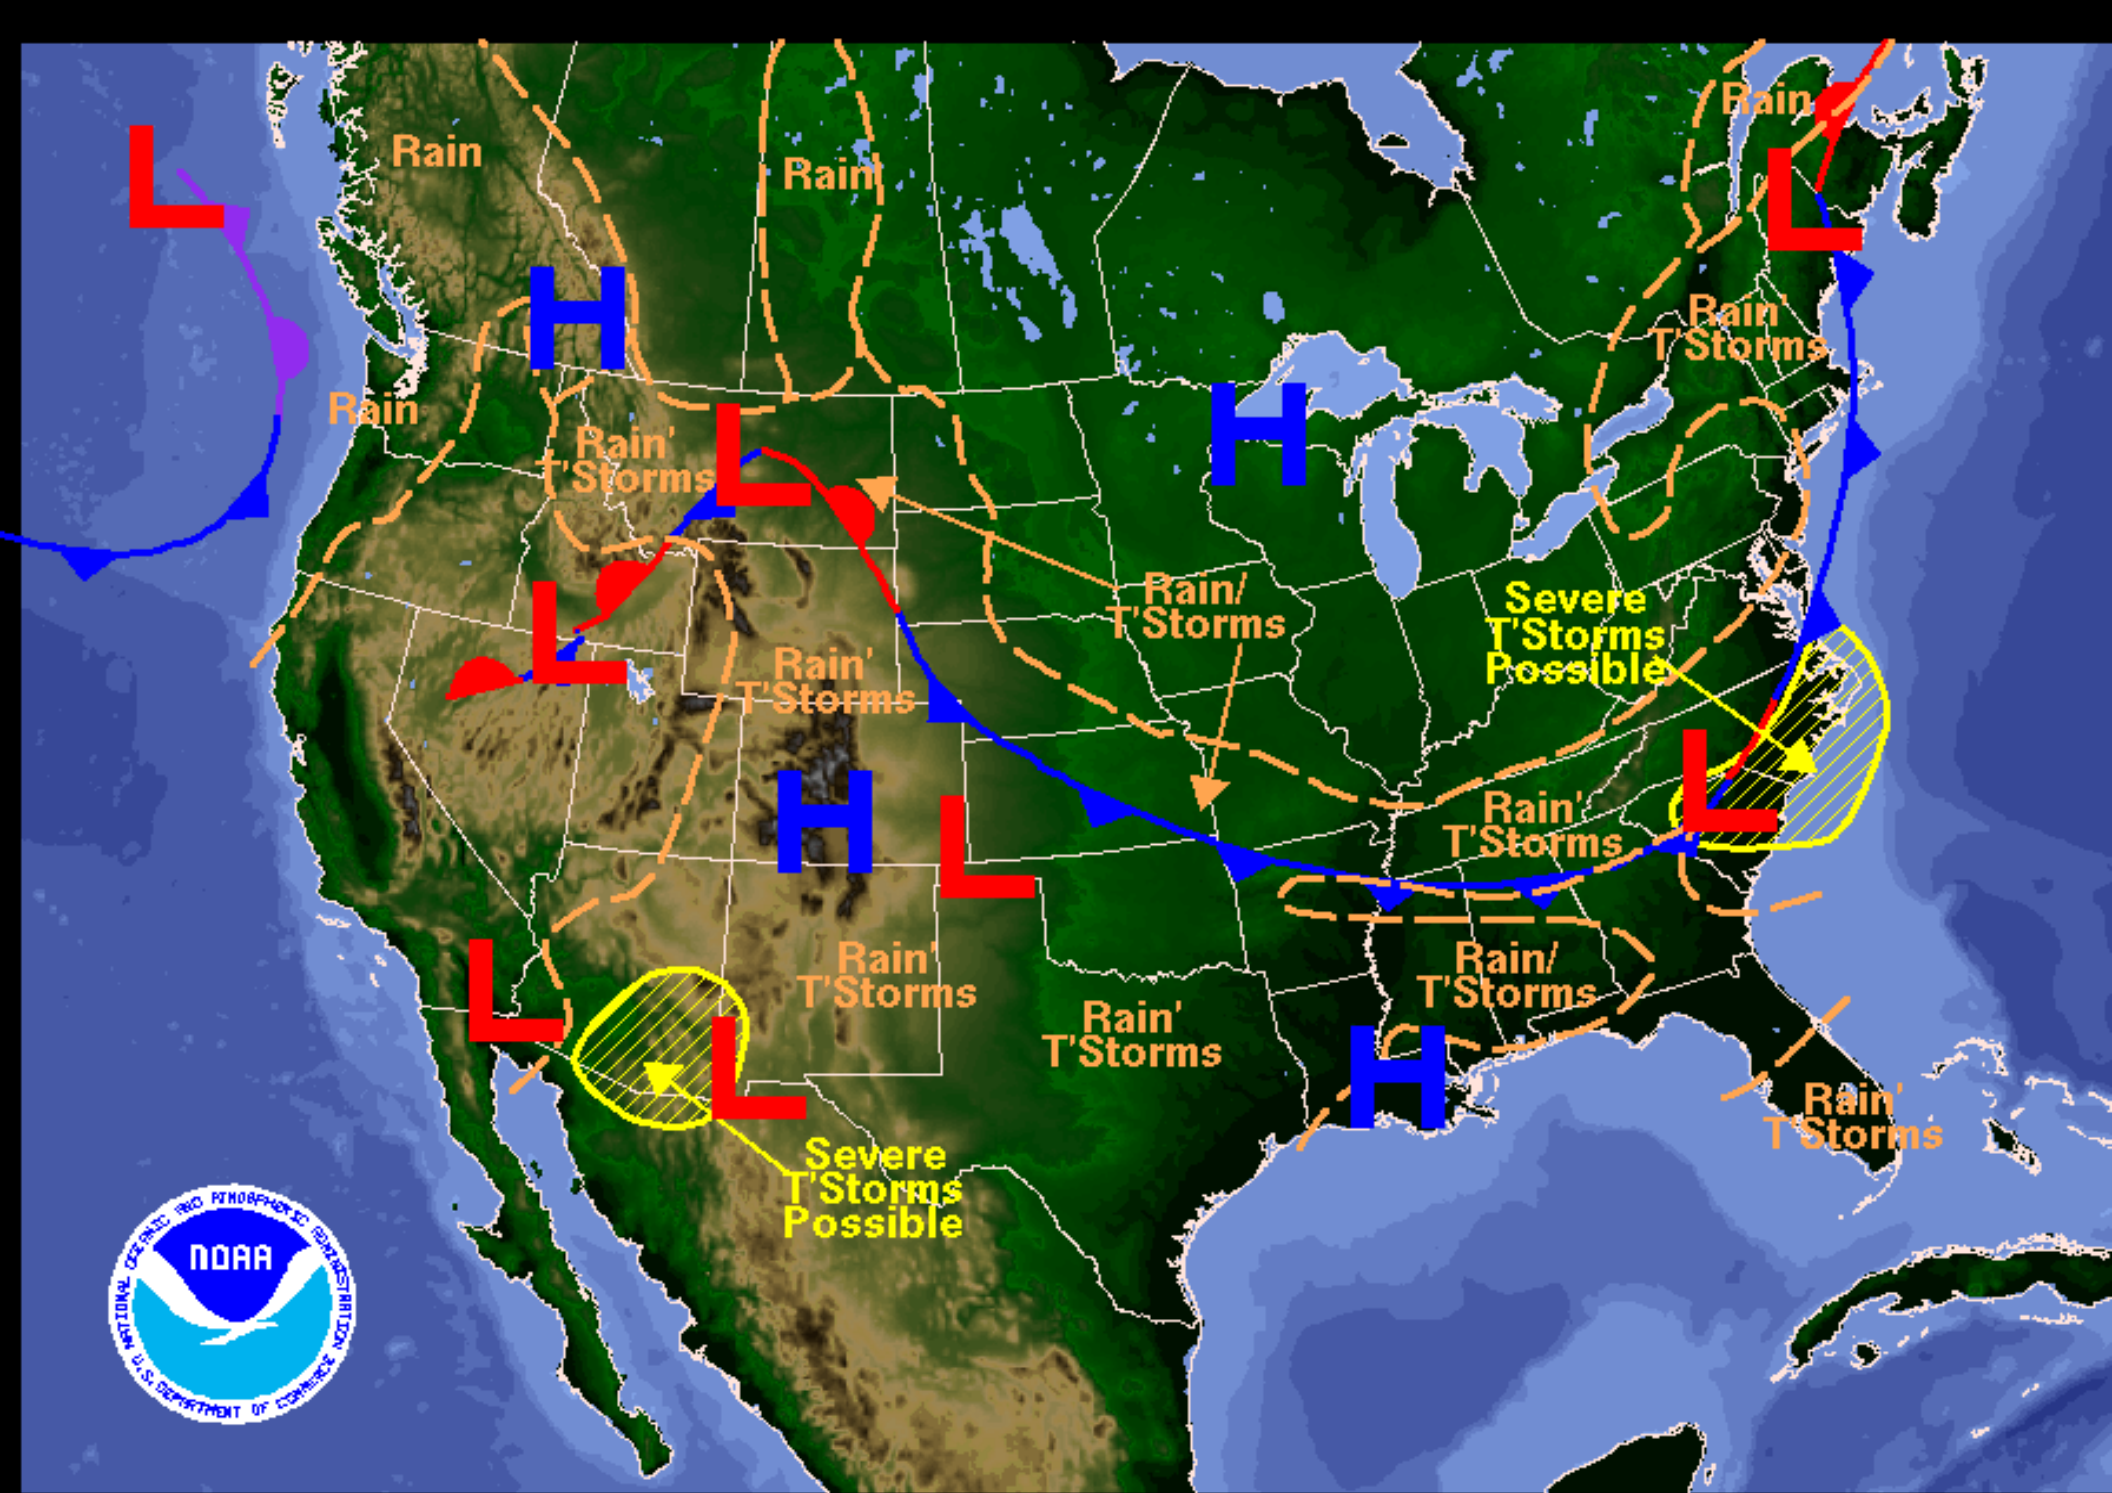 Rain
Rain
Rain
L
L
H
Rain'
T'Storms
H
Rain
Rain'
T'Storms
L
L
Rain/
T'Storms
Severe
T'Storms
Possible
Rain'
T'Storms
H
L
L
Rain'
T'Storms
L
Rain'
T'Storms
Rain/
T'Storms
L
Rain'
T'Storms
H
Rain'
T'Storms
Severe
T'Storms
Possible
NATIONAL OCEANIC AND ATMOSPHERIC ADMINISTRATION
NOAA
U.S. DEPARTMENT OF COMMERCE